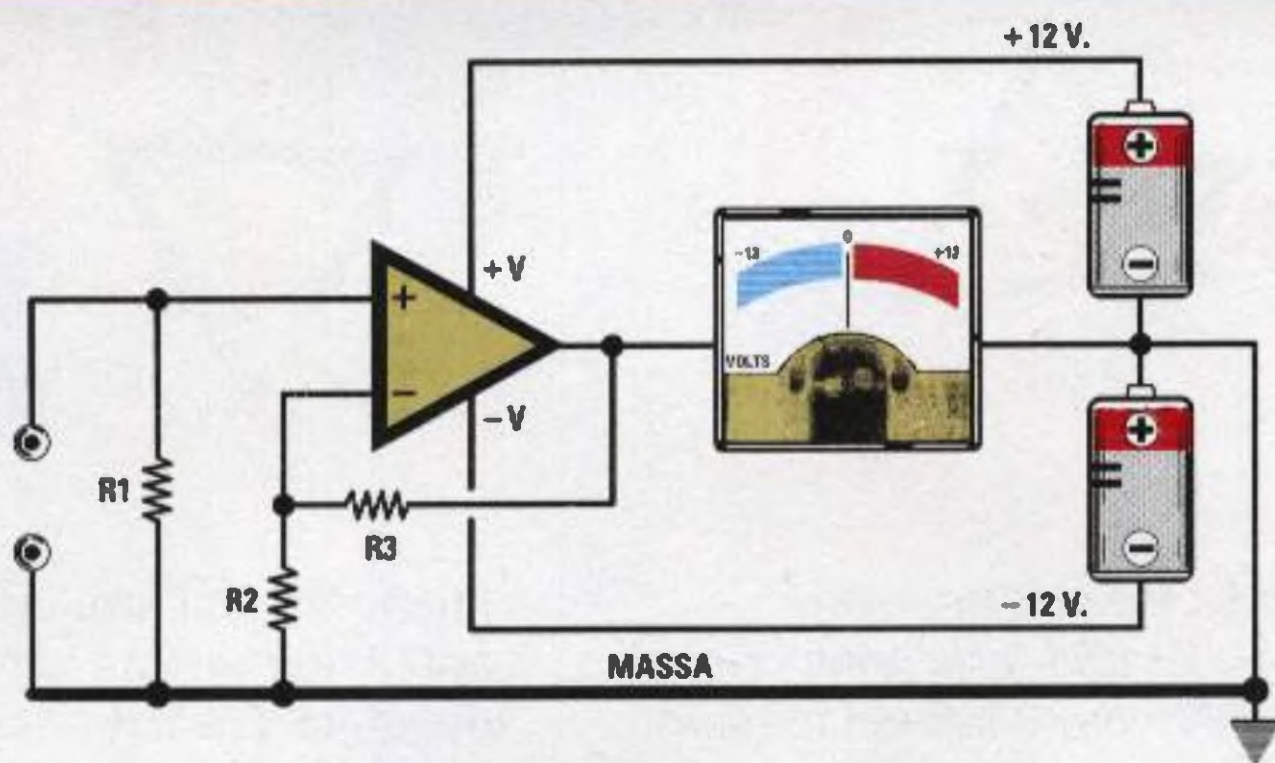 +12 V.
+
-
-13
0
+13
VOLTS
+V
+
-
-V
+
-
R1
R3
R2
-12 V.
MASSA